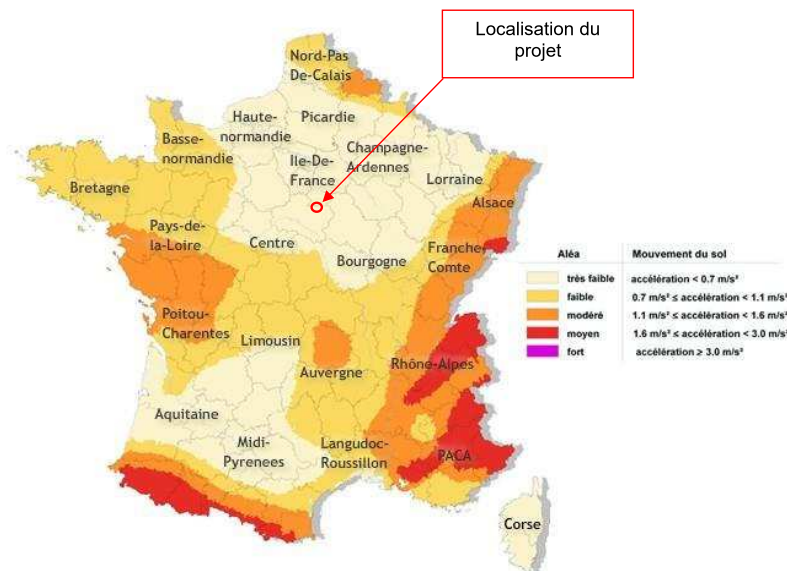 Localisation du
projet
Nord-Pas
De-Calais
Haute-
normandie
Picardie
Basse-
normandie
Ile-De-
France
Champagne-
Ardennes
Lorraine
Alsace
Bretagne
Pays-de-
la-Loire
Centre
Bourgogne
Franche-
Comte
Poitou-
Charentes
Limousin
Auvergne
Rhône-Alpes
Aquitaine
Midi-
Pyrenees
Langudoc-
Roussillon
PACA
Corse
Aléa Mouvement du sol
très faible accélération < 0.7 m/s²
faible 0.7 m/s² ≤ accélération < 1.1 m/s²
modéré 1.1 m/s² ≤ accélération < 1.6 m/s²
moyen 1.6 m/s² ≤ accélération < 3.0 m/s²
fort accélération ≥ 3.0 m/s²